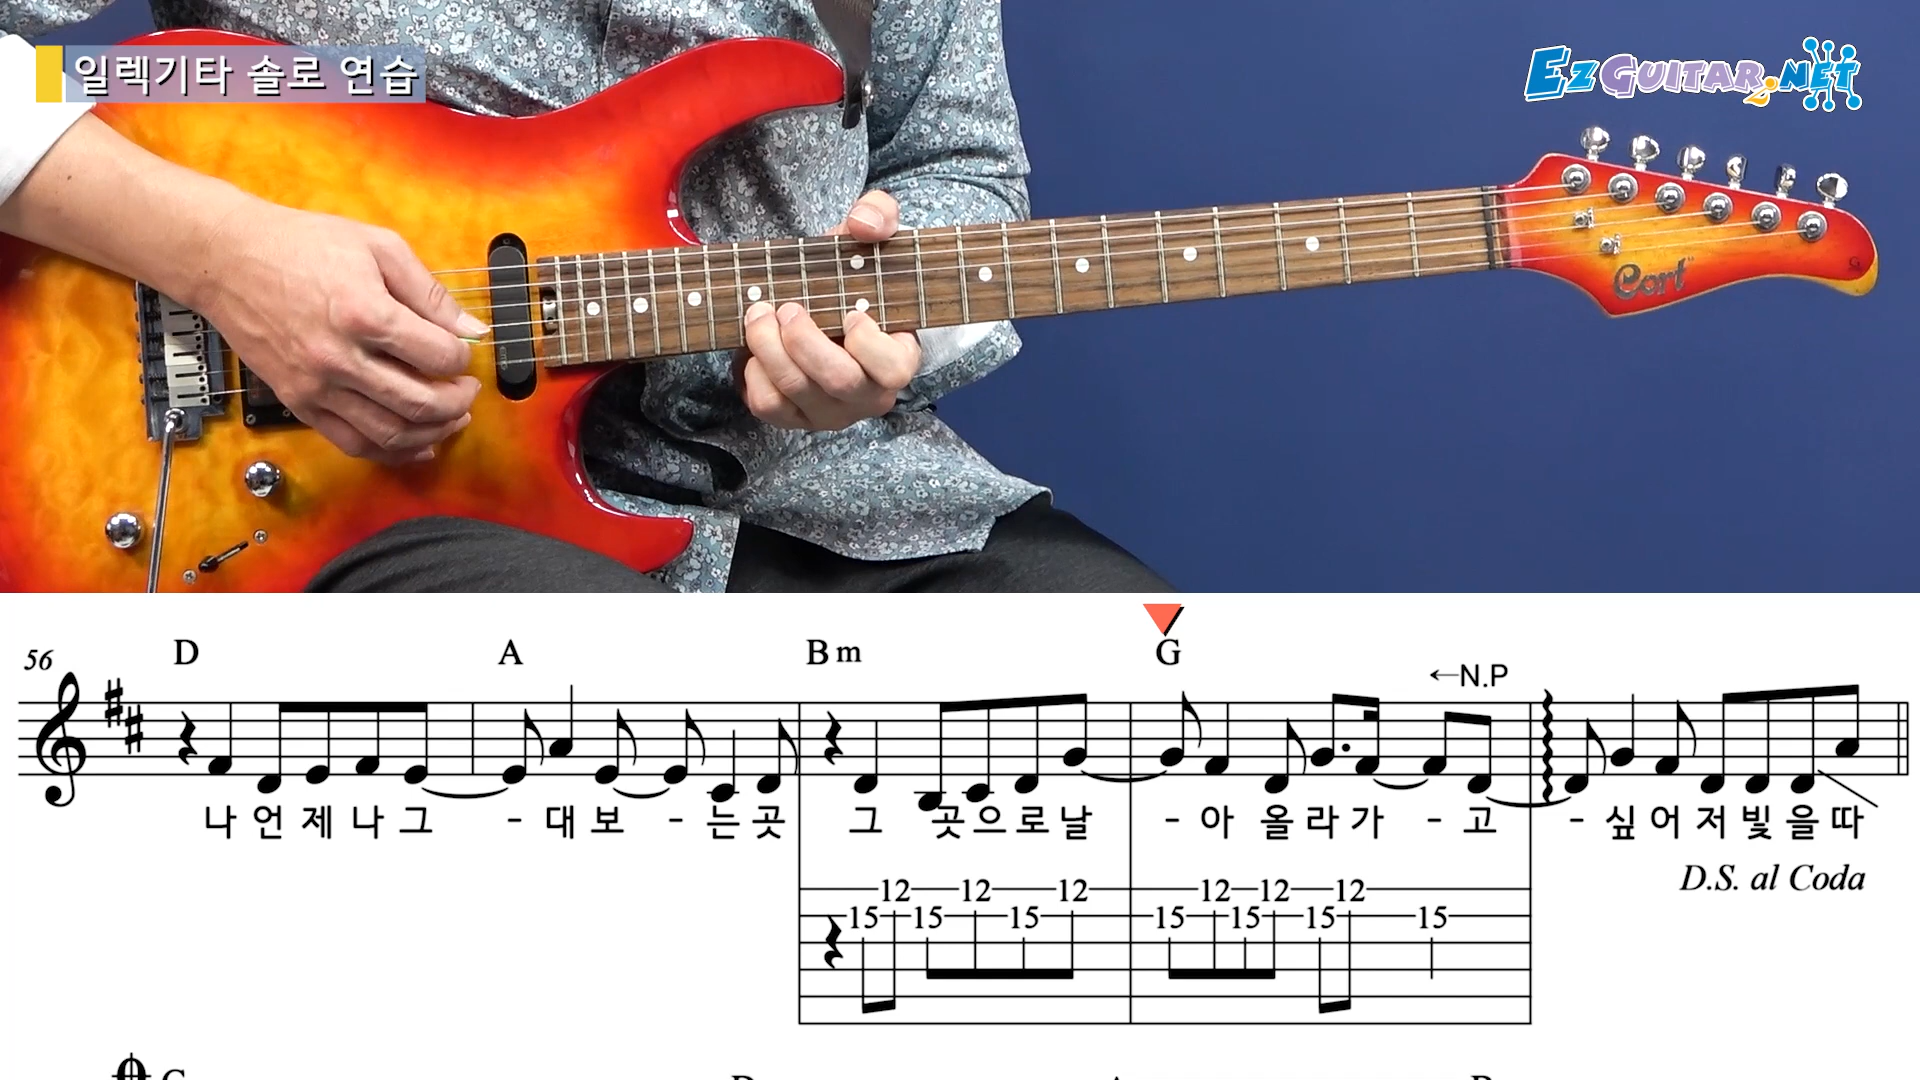 일렉기타 솔로 연습
EZGUITAR2.NET
Cort
56 D A Bm G
←N.P
나 언 제 나 그 - 대 보 - 는 곳 그 곳 으 로 날 - 아 올 라 가 - 고 - 싶 어 저 빛 을 따
D.S. al Coda
12 12 12 12 12 12
15 15 15 15 15 15 15